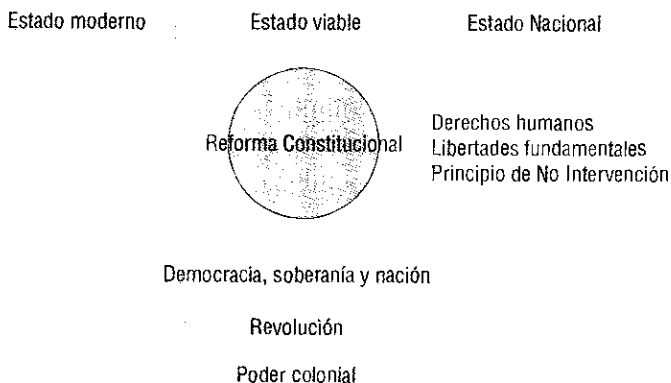 Estado moderno
Estado viable
Estado Nacional
Reforma Constitucional
Derechos humanos
Libertades fundamentales
Principio de No Intervención
Democracia, soberanía y nación
Revolución
Poder colonial